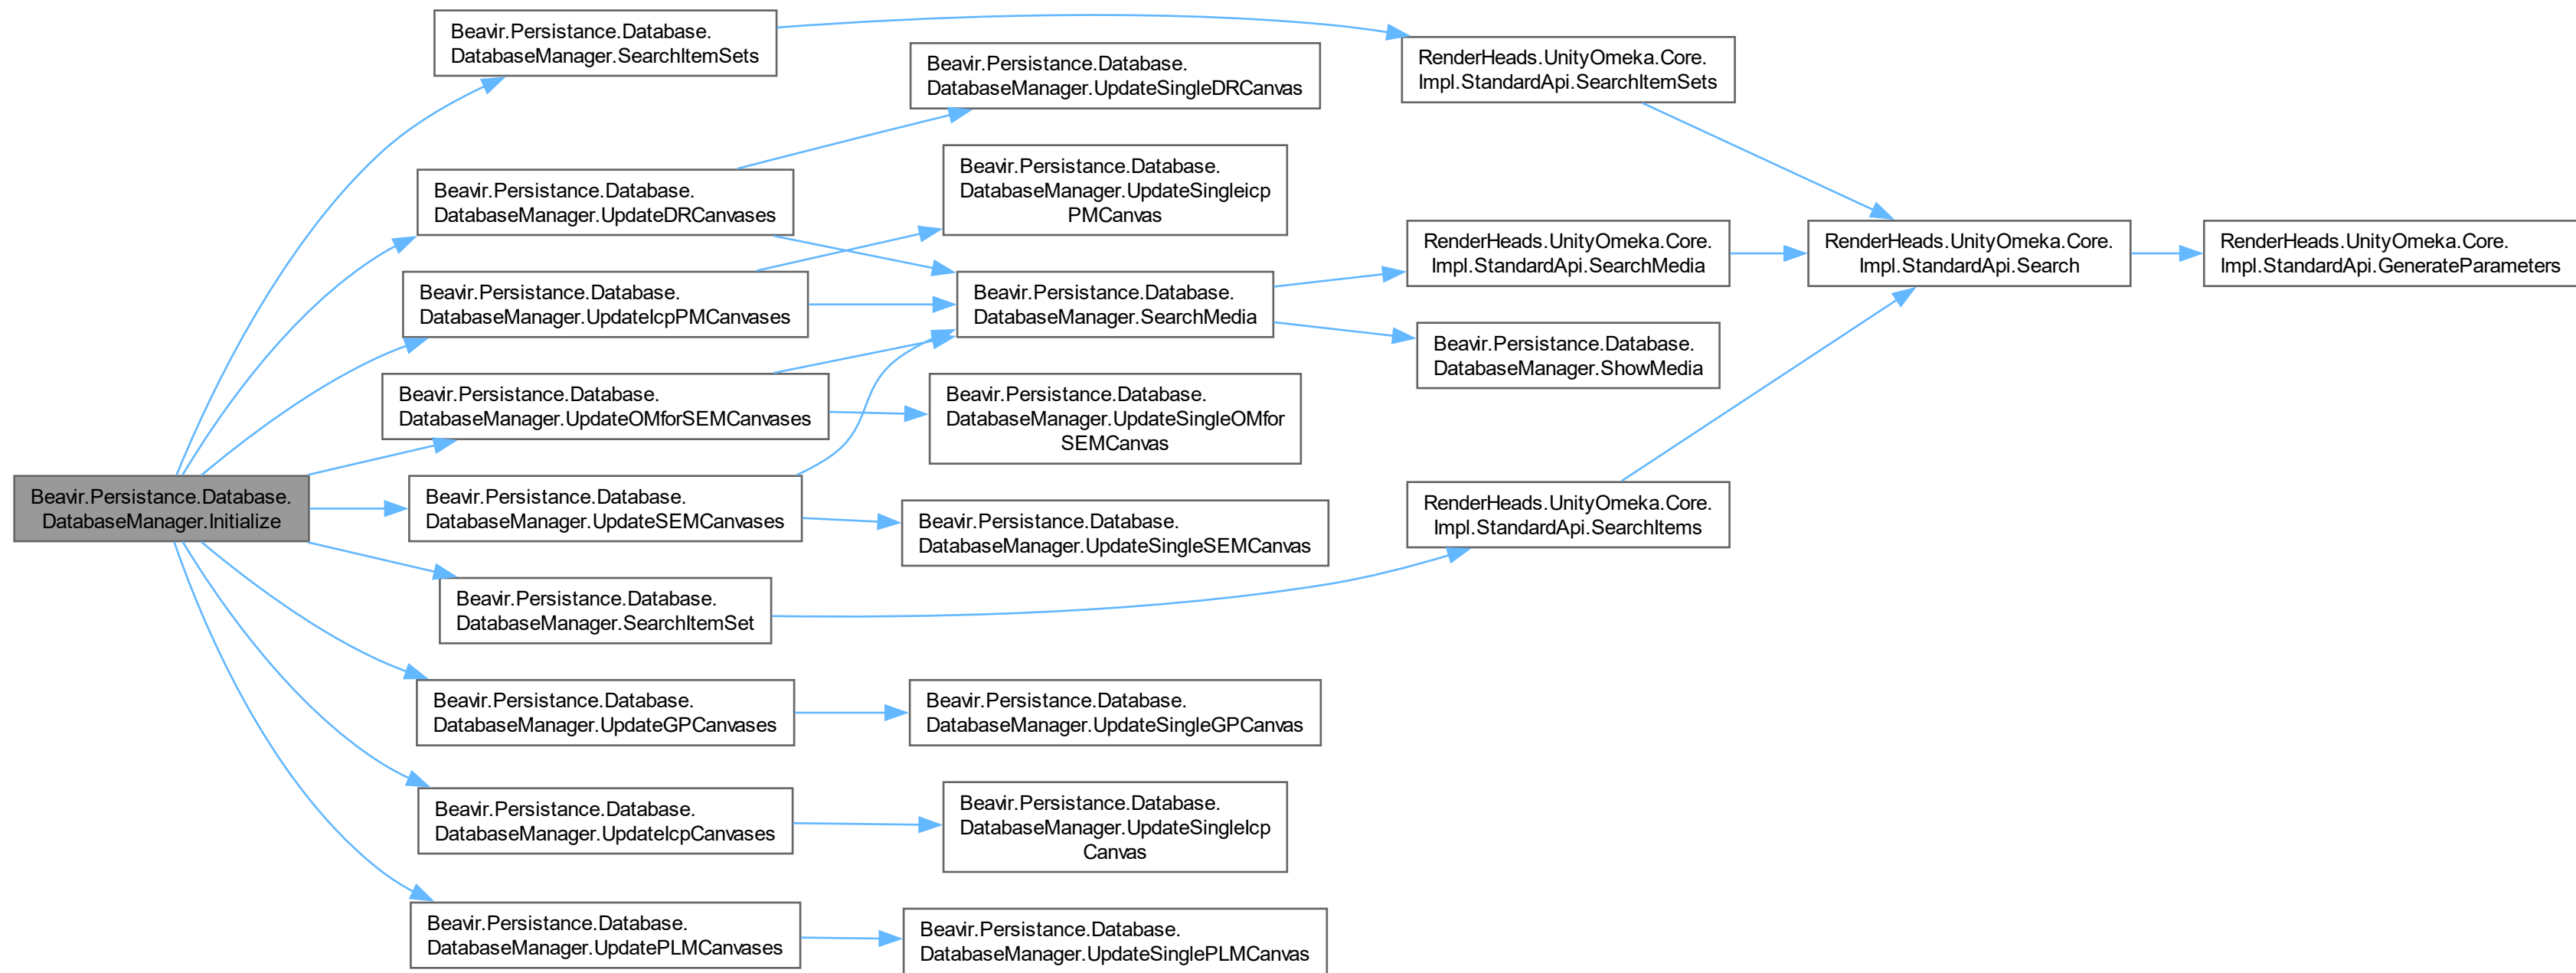 Beavir.Persistance.Database.
DatabaseManager.Initialize
Beavir.Persistance.Database.
DatabaseManager.SearchItemSets
Beavir.Persistance.Database.
DatabaseManager.UpdateDRCanvases
Beavir.Persistance.Database.
DatabaseManager.UpdateIcpPMCanvases
Beavir.Persistance.Database.
DatabaseManager.UpdateOMforSEMCanvases
Beavir.Persistance.Database.
DatabaseManager.UpdateSEMCanvases
Beavir.Persistance.Database.
DatabaseManager.SearchItemSet
Beavir.Persistance.Database.
DatabaseManager.UpdateGPCanvases
Beavir.Persistance.Database.
DatabaseManager.UpdateIcpCanvases
Beavir.Persistance.Database.
DatabaseManager.UpdatePLMCanvases
Beavir.Persistance.Database.
DatabaseManager.UpdateSingleDRCanvas
Beavir.Persistance.Database.
DatabaseManager.UpdateSingleicp
PMCanvas
Beavir.Persistance.Database.
DatabaseManager.SearchMedia
Beavir.Persistance.Database.
DatabaseManager.UpdateSingleOMfor
SEMCanvas
Beavir.Persistance.Database.
DatabaseManager.UpdateSingleSEMCanvas
Beavir.Persistance.Database.
DatabaseManager.UpdateSingleGPCanvas
Beavir.Persistance.Database.
DatabaseManager.UpdateSingleIcp
Canvas
Beavir.Persistance.Database.
DatabaseManager.UpdateSinglePLMCanvas
RenderHeads.UnityOmeka.Core.
Impl.StandardApi.SearchItemSets
RenderHeads.UnityOmeka.Core.
Impl.StandardApi.SearchMedia
Beavir.Persistance.Database.
DatabaseManager.ShowMedia
RenderHeads.UnityOmeka.Core.
Impl.StandardApi.SearchItems
RenderHeads.UnityOmeka.Core.
Impl.StandardApi.Search
RenderHeads.UnityOmeka.Core.
Impl.StandardApi.GenerateParameters